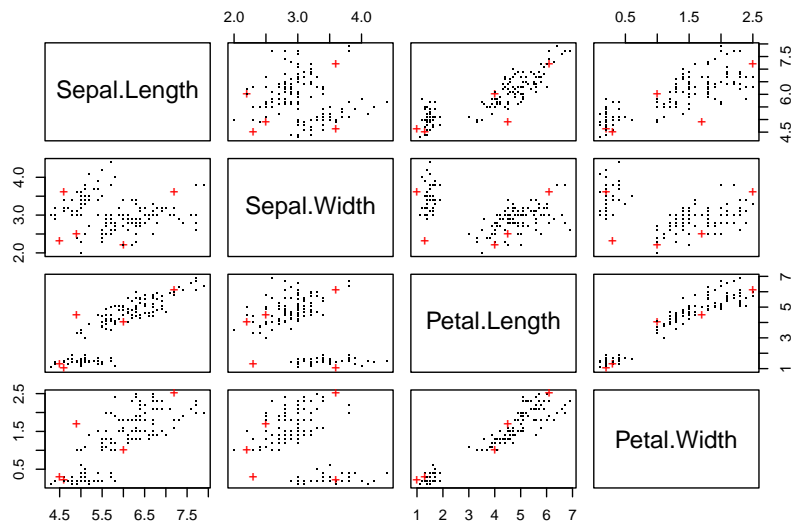 2.0 3.0 4.0
0.5 1.5 2.5
Sepal.Length
4.5 6.0 7.5
2.0 3.0 4.0
Sepal.Width
Petal.Length
1 3 5 7
0.5 1.5 2.5
Petal.Width
4.5 5.5 6.5 7.5
1 2 3 4 5 6 7